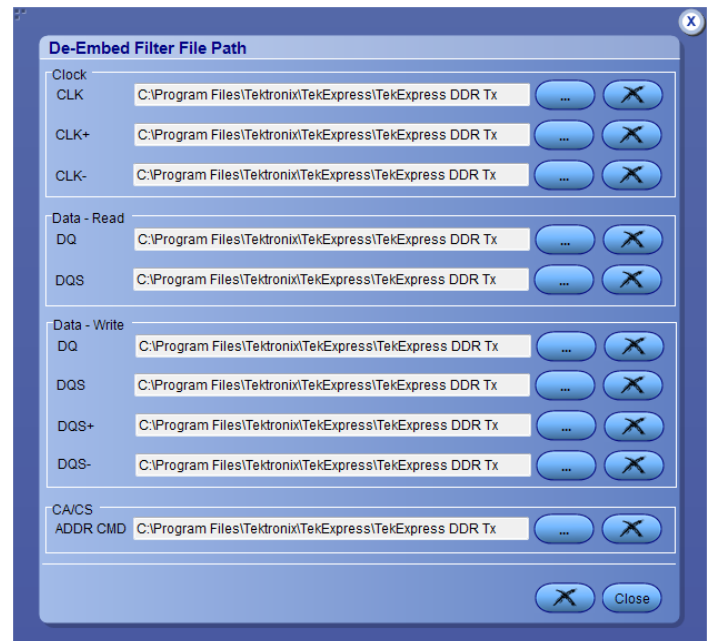 X
De-Embed Filter File Path
Clock
CLK C:\Program Files\Tektronix\TekExpress\TekExpress DDR Tx ...
CLK+ C:\Program Files\Tektronix\TekExpress\TekExpress DDR Tx ...
CLK- C:\Program Files\Tektronix\TekExpress\TekExpress DDR Tx ...
Data - Read
DQ C:\Program Files\Tektronix\TekExpress\TekExpress DDR Tx ...
DQS C:\Program Files\Tektronix\TekExpress\TekExpress DDR Tx ...
Data - Write
DQ C:\Program Files\Tektronix\TekExpress\TekExpress DDR Tx ...
DQS C:\Program Files\Tektronix\TekExpress\TekExpress DDR Tx ...
DQS+ C:\Program Files\Tektronix\TekExpress\TekExpress DDR Tx ...
DQS- C:\Program Files\Tektronix\TekExpress\TekExpress DDR Tx ...
CA/CS
ADDR CMD C:\Program Files\Tektronix\TekExpress\TekExpress DDR Tx ...
Close